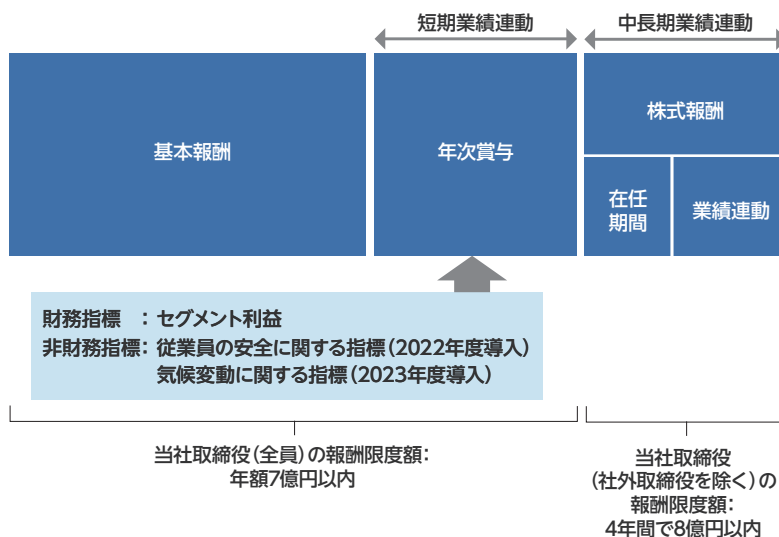 短期業績連動
中長期業績連動
基本報酬
年次賞与
株式報酬
在任
期間
業績連動
財務指標 : セグメント利益
非財務指標: 従業員の安全に関する指標(2022年度導入)
気候変動に関する指標(2023年度導入)
当社取締役(全員)の報酬限度額:
年額7億円以内
当社取締役
(社外取締役を除く)の
報酬限度額:
4年間で8億円以内